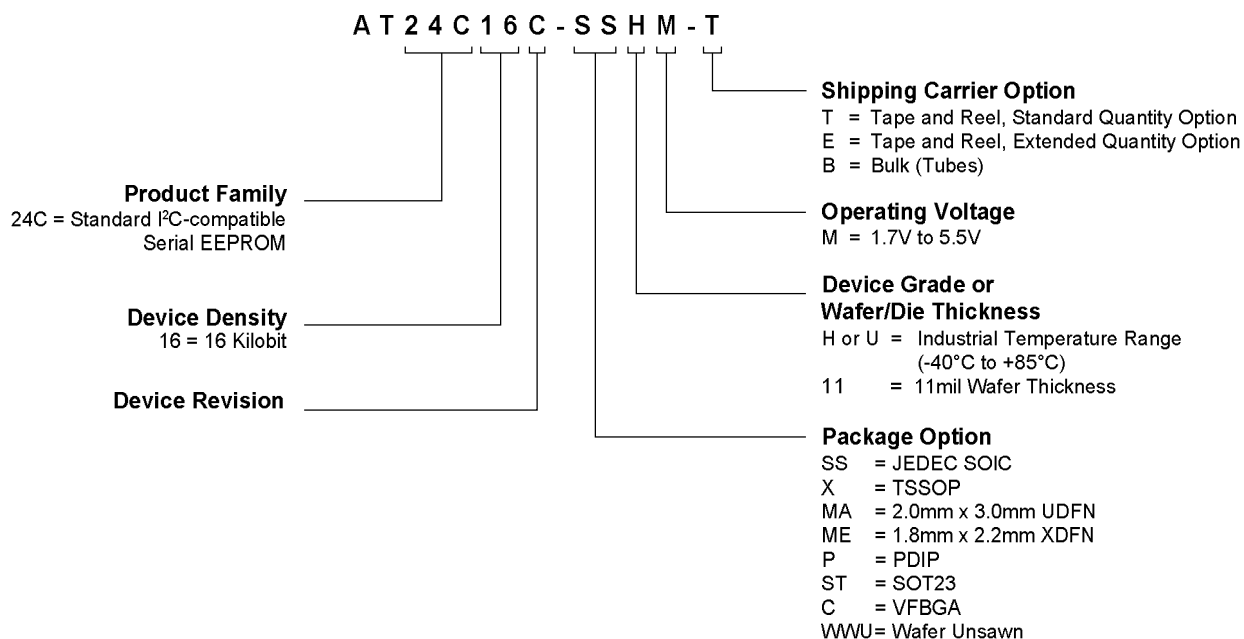 AT24C16C-SSHM-T
Shipping Carrier Option
T = Tape and Reel, Standard Quantity Option
E = Tape and Reel, Extended Quantity Option
B = Bulk (Tubes)
Product Family
24C = Standard I²C-compatible
Serial EEPROM
Operating Voltage
M = 1.7V to 5.5V
Device Grade or
Wafer/Die Thickness
H or U = Industrial Temperature Range
(-40°C to +85°C)
11 = 11mil Wafer Thickness
Device Density
16 = 16 Kilobit
Device Revision
Package Option
SS = JEDEC SOIC
X = TSSOP
MA = 2.0mm x 3.0mm UDFN
ME = 1.8mm x 2.2mm XDFN
P = PDIP
ST = SOT23
C = VFBGA
WWU= Wafer Unsawn